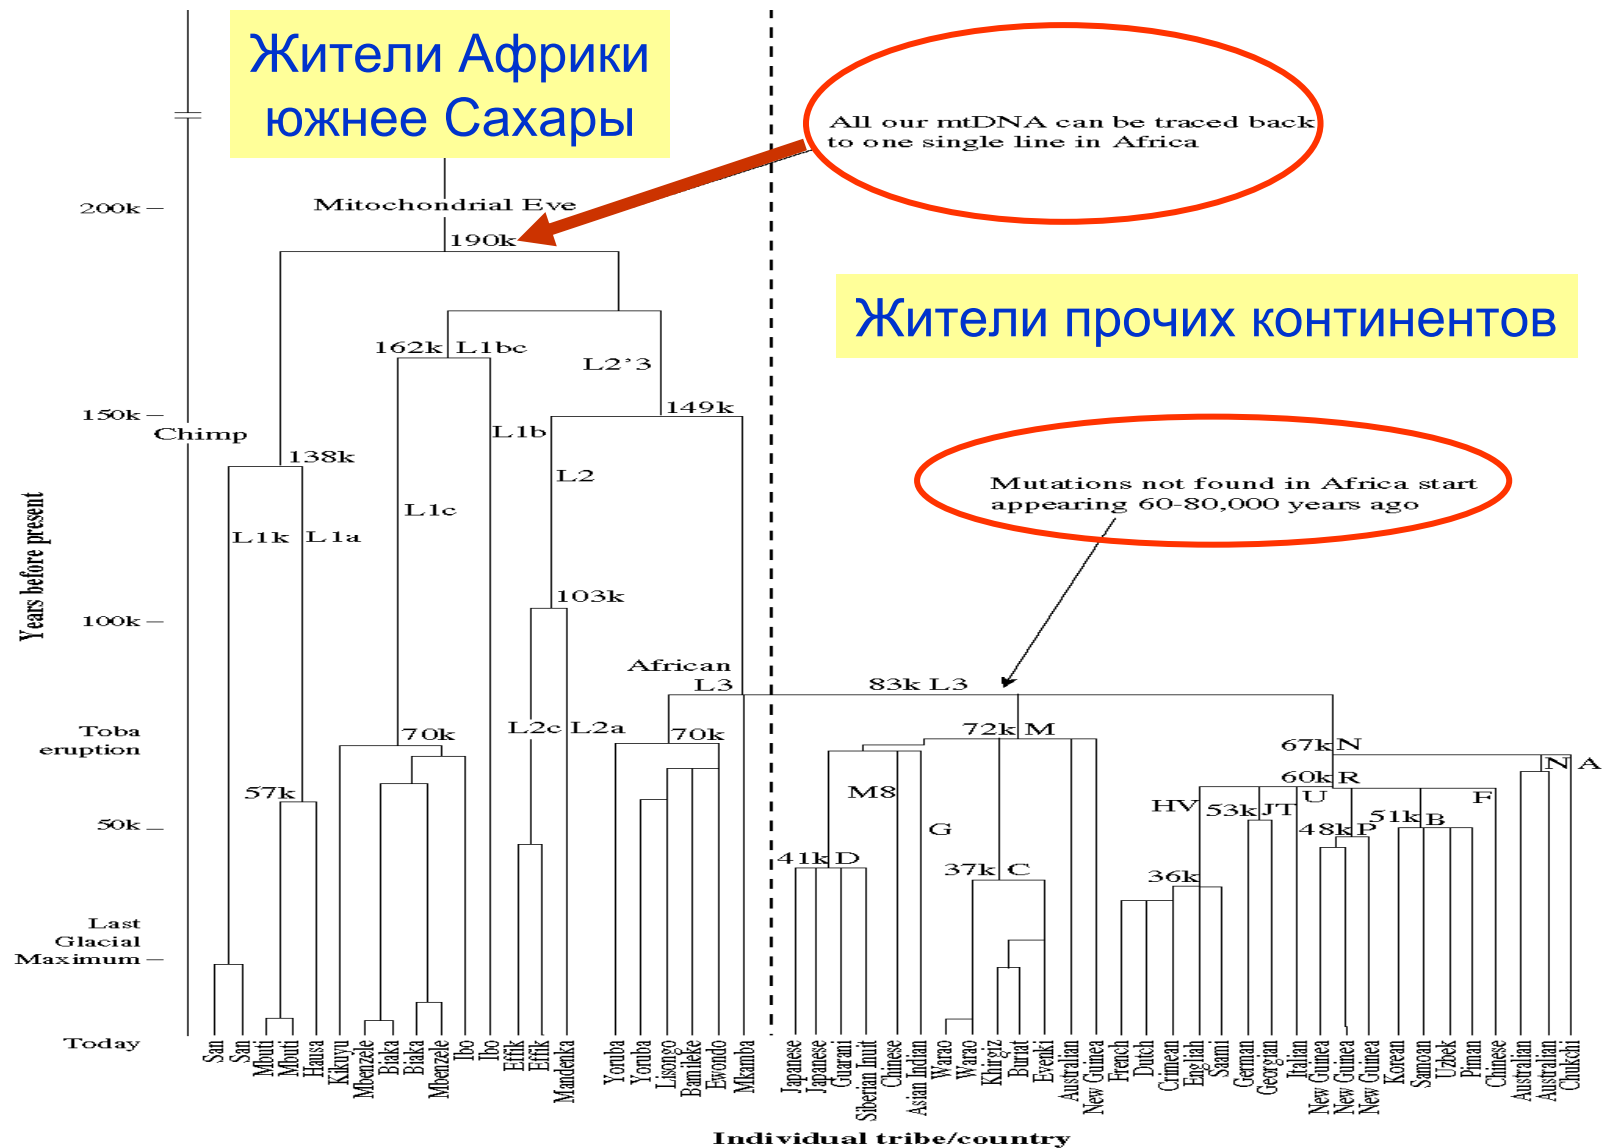 Жители Африки
южнее Сахары
All our mtDNA can be traced back
to one single line in Africa
200k
Mitochondrial Eve
190k
Жители прочих континентов
162k L1bc
L2’3
149k
150k
Chimp
L1b
138k
L2
Mutations not found in Africa start
appearing 60-80,000 years ago
L1c
L1k L1a
Years before present
103k
100k
African
L3
83k L3
Toba
eruption
L2c L2a
70k
70k
72k M
67k N
N A
60k R
57k
M8
HV
53k JT
U
F
51k B
48k P
50k
G
41k D
37k C
36k
Last
Glacial
Maximum
Today
San
San
Mbuti
Mbuti
Hausa
Kikuyu
Mbenzele
Biaka
Biaka
Mbenzele
Ibo
Ibo
Effik
Effik
Mandenka
Yoruba
Yoruba
Lisongo
Bamileke
Ewondo
Mkamba
Japanese
Japanese
Guarani
Siberian Inuit
Chinese
Asian Indian
Warao
Warao
Khirgiz
Buriat
Evenki
Australian
New Guinea
French
Dutch
Crimean
Engliah
Saami
German
Georgian
Italian
New Guinea
New Guinea
New Guinea
Korean
Samoan
Uzbek
Piman
Chinese
Australian
Australian
Chukchi
Individual tribe/country